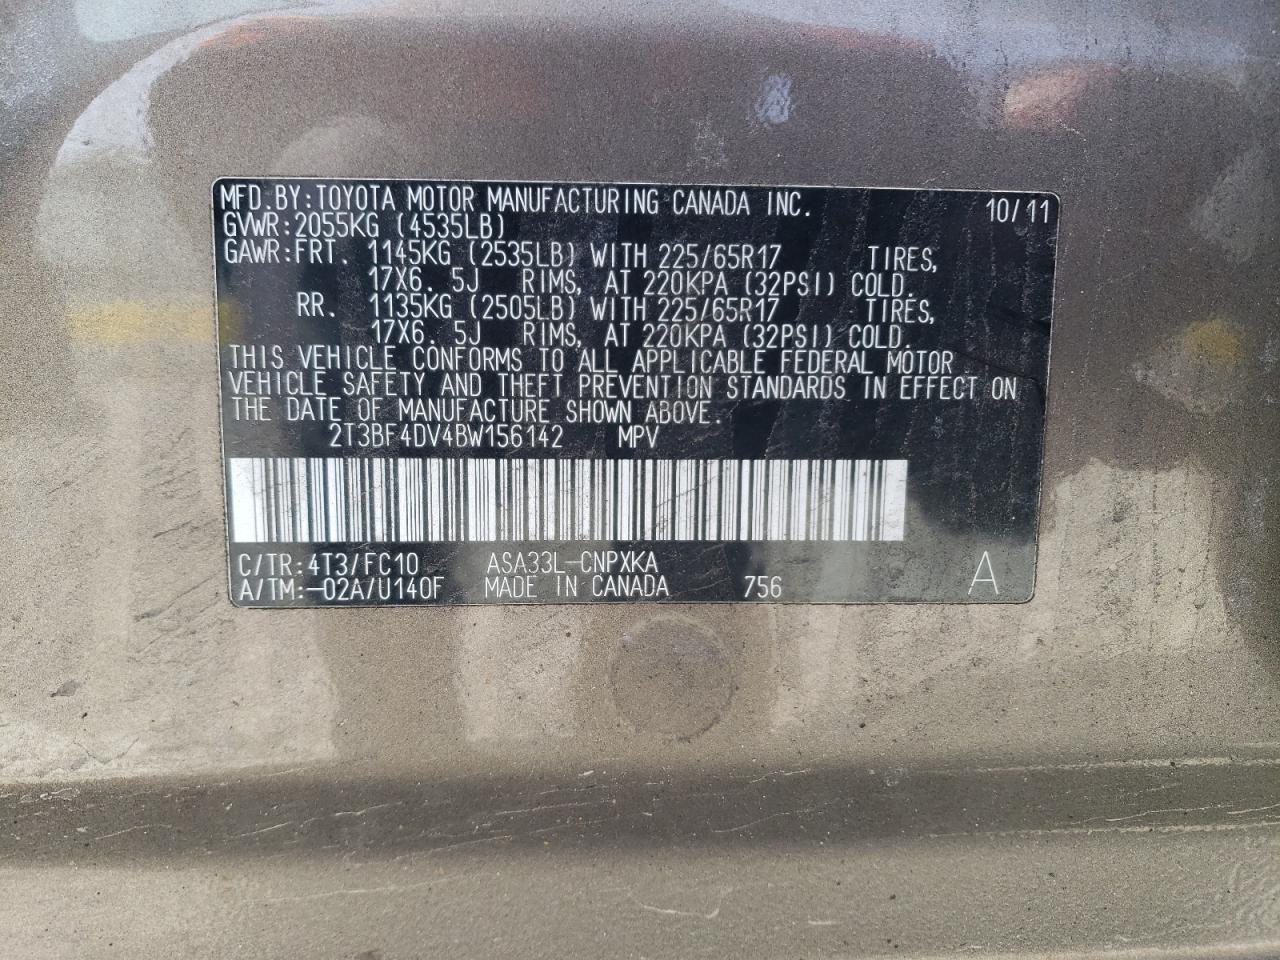 MFD.BY:TOYOTA MOTOR MANUFACTURING CANADA INC. 10/11
GVWR:2055KG (4535LB)
GAWR:FRT. 1145KG (2535LB) WITH 225/65R17 TIRES,
17X6. 5J RIMS, AT 220KPA (32PSI) COLD.
RR. 1135KG (2505LB) WITH 225/65R17 TIRES,
17X6. 5J RIMS, AT 220KPA (32PSI) COLD.
THIS VEHICLE CONFORMS TO ALL APPLICABLE FEDERAL MOTOR
VEHICLE SAFETY AND THEFT PREVENTION STANDARDS IN EFFECT ON
THE DATE OF MANUFACTURE SHOWN ABOVE.
2T3BF4DV4BW156142 MPV
C/TR:4T3/FC10 ASA33L-CNPXKA
A/TM:-02A/U140F MADE IN CANADA 756 A